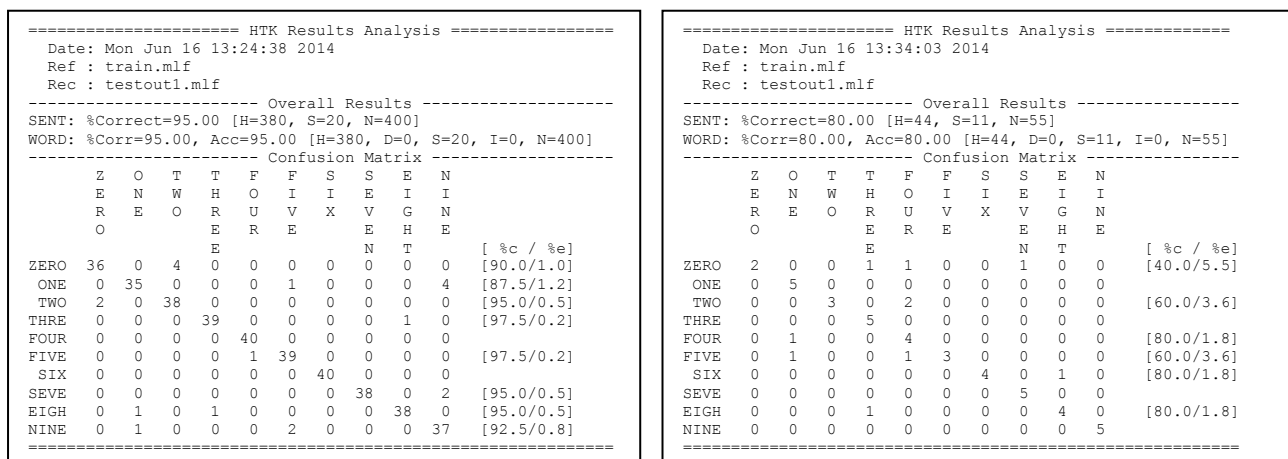 ====================== HTK Results Analysis =================
Date: Mon Jun 16 13:24:38 2014
Ref : train.mlf
Rec : testout1.mlf
------------------------ Overall Results --------------------
SENT: %Correct=95.00 [H=380, S=20, N=400]
WORD: %Corr=95.00, Acc=95.00 [H=380, D=0, S=20, I=0, N=400]
------------------------ Confusion Matrix -------------------
Z O T T F F S S E N
E N W H O I I E I I
R E O R U V X V G N
O E R E E H E
E N T [ %c / %e]
ZERO 36 0 4 0 0 0 0 0 0 0 [90.0/1.0]
ONE 0 35 0 0 0 1 0 0 0 4 [87.5/1.2]
TWO 2 0 38 0 0 0 0 0 0 0 [95.0/0.5]
THRE 0 0 0 39 0 0 0 0 1 0 [97.5/0.2]
FOUR 0 0 0 0 40 0 0 0 0 0
FIVE 0 0 0 0 1 39 0 0 0 0 [97.5/0.2]
SIX 0 0 0 0 0 0 40 0 0 0
SEVE 0 0 0 0 0 0 0 38 0 2 [95.0/0.5]
EIGH 0 1 0 1 0 0 0 0 38 0 [95.0/0.5]
NINE 0 1 0 0 0 2 0 0 0 37 [92.5/0.8]
=============================================================
====================== HTK Results Analysis =============
Date: Mon Jun 16 13:34:03 2014
Ref : train.mlf
Rec : testout1.mlf
------------------------ Overall Results ----------------
SENT: %Correct=80.00 [H=44, S=11, N=55]
WORD: %Corr=80.00, Acc=80.00 [H=44, D=0, S=11, I=0, N=55]
------------------------ Confusion Matrix ---------------
Z O T T F F S S E N
E N W H O I I E I I
R E O R U V X V G N
O E R E E H E
E N T [ %c / %e]
ZERO 2 0 0 1 1 0 0 1 0 0 [40.0/5.5]
ONE 0 5 0 0 0 0 0 0 0 0
TWO 0 0 3 0 2 0 0 0 0 0 [60.0/3.6]
THRE 0 0 0 5 0 0 0 0 0 0
FOUR 0 1 0 0 4 0 0 0 0 0 [80.0/1.8]
FIVE 0 1 0 0 1 3 0 0 0 0 [60.0/3.6]
SIX 0 0 0 0 0 0 4 0 1 0 [80.0/1.8]
SEVE 0 0 0 0 0 0 0 5 0 0
EIGH 0 0 0 1 0 0 0 0 4 0 [80.0/1.8]
NINE 0 0 0 0 0 0 0 0 0 5
==========================================================